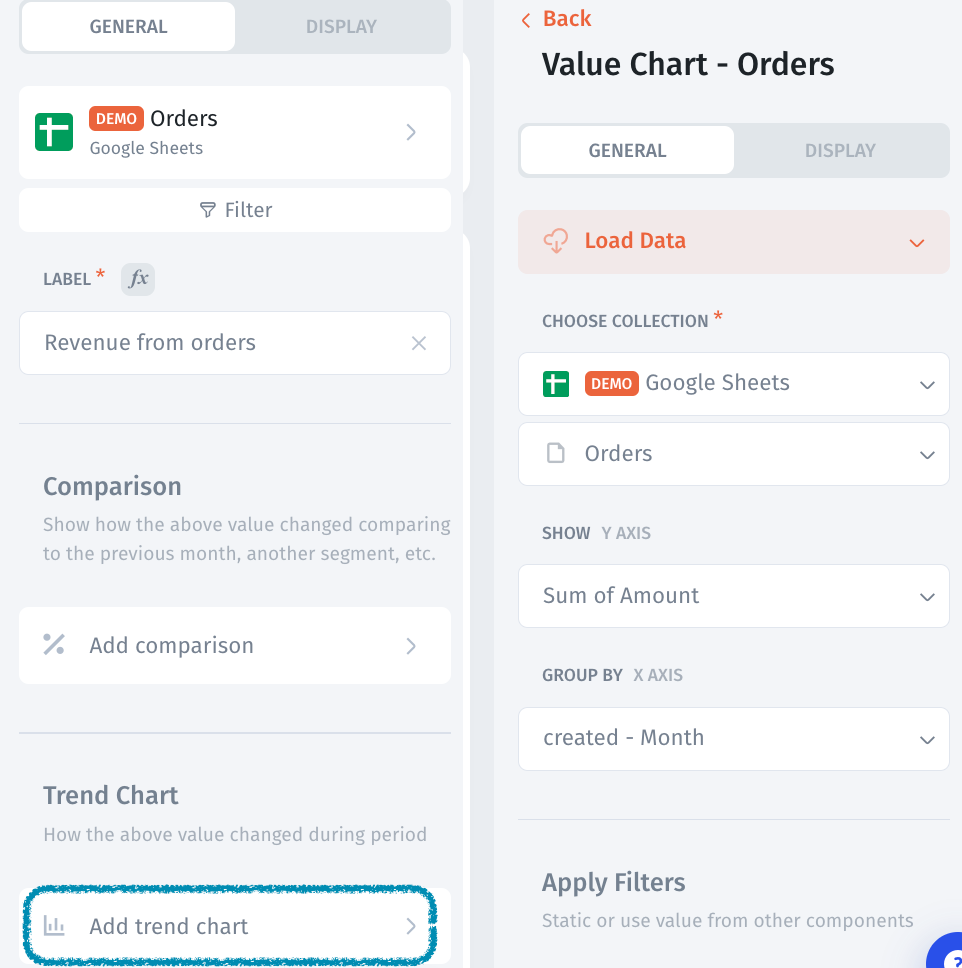 GENERAL
DISPLAY
DEMO Orders
Google Sheets
Filter
LABEL * fx
Revenue from orders
Comparison
Show how the above value changed comparing
to the previous month, another segment, etc.
Add comparison
Trend Chart
How the above value changed during period
Add trend chart
Back
Value Chart - Orders
GENERAL
DISPLAY
Load Data
CHOOSE COLLECTION *
DEMO Google Sheets
Orders
SHOW Y AXIS
Sum of Amount
GROUP BY X AXIS
created - Month
Apply Filters
Static or use value from other components
?